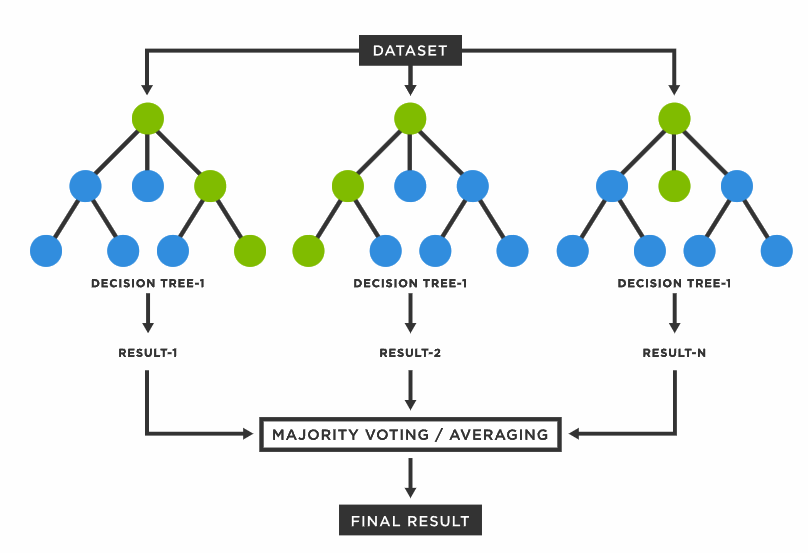 DATASET
DECISION TREE-1
DECISION TREE-1
DECISION TREE-1
RESULT-1
RESULT-2
RESULT-N
MAJORITY VOTING / AVERAGING
FINAL RESULT